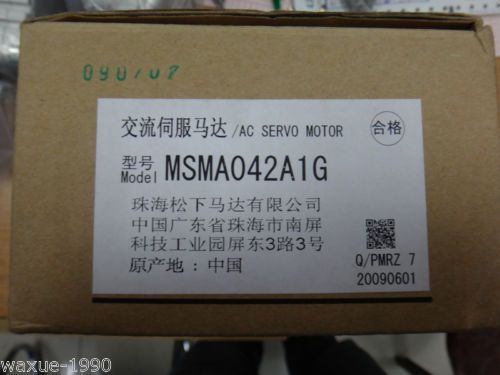 090708
交流伺服马达/AC SERVO MOTOR
合格
型号
Model MSMA042A1G
珠海松下马达有限公司
中国广东省珠海市南屏
科技工业园屏东3路3号
原产地：中国
Q/PMRZ 7
20090601
waxue-1990